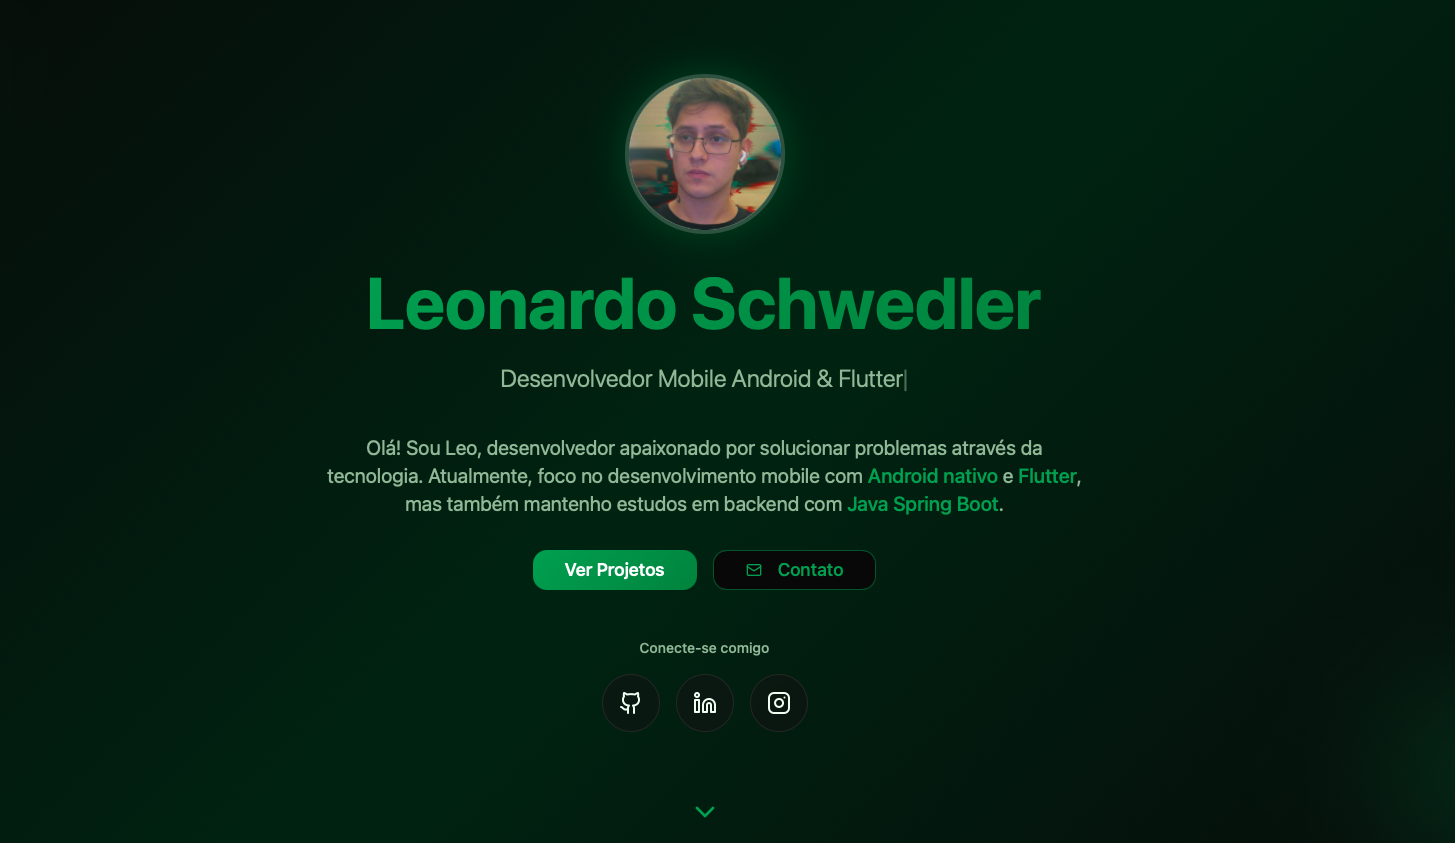 Leonardo Schwedler
Desenvolvedor Mobile Android & Flutter|
Olá! Sou Leo, desenvolvedor apaixonado por solucionar problemas através da
tecnologia. Atualmente, foco no desenvolvimento mobile com Android nativo e Flutter,
mas também mantenho estudos em backend com Java Spring Boot.
Ver Projetos
Contato
Conecte-se comigo